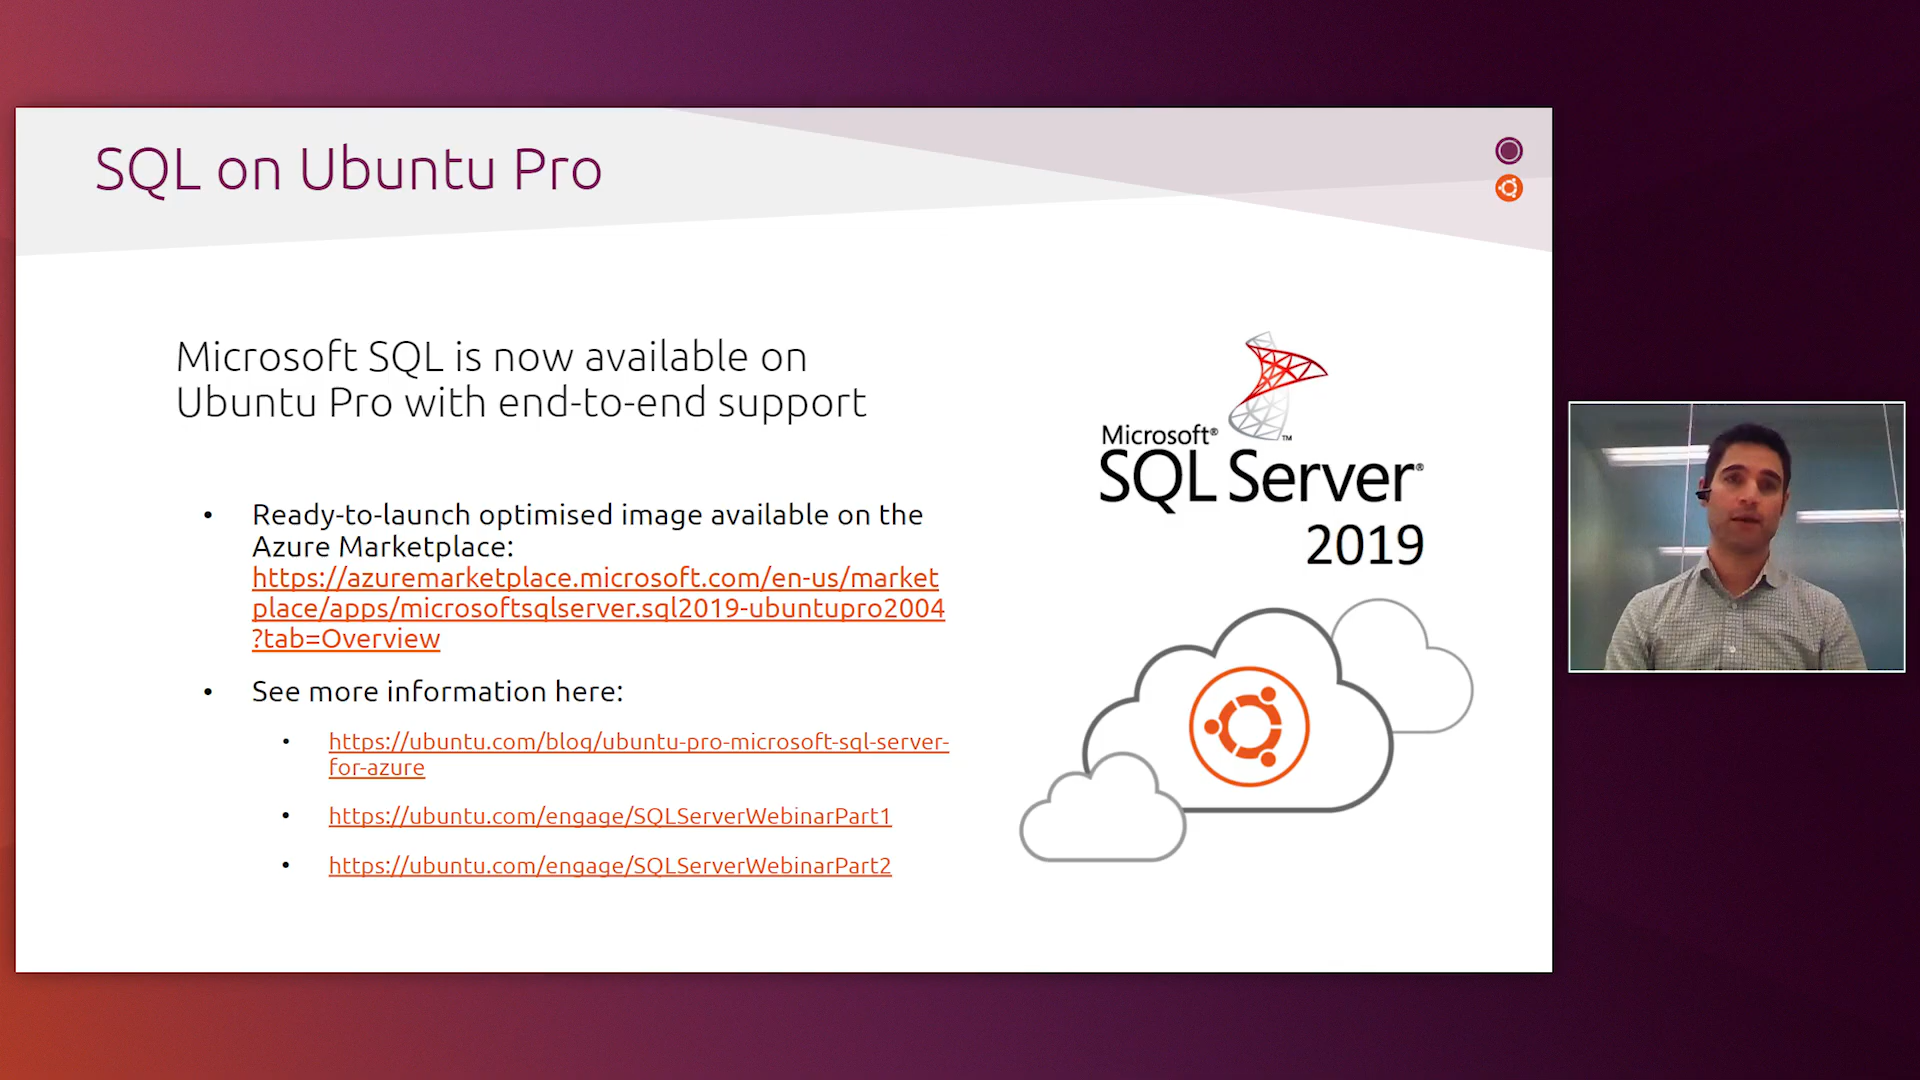 SQL on Ubuntu Pro
Microsoft SQL is now available on
Ubuntu Pro with end-to-end support
• Ready-to-launch optimised image available on the
Azure Marketplace:
https://azuremarketplace.microsoft.com/en-us/market
place/apps/microsoftsqlserver.sql2019-ubuntupro2004
?tab=Overview
• See more information here:
• https://ubuntu.com/blog/ubuntu-pro-microsoft-sql-server-
for-azure
• https://ubuntu.com/engage/SQLServerWebinarPart1
• https://ubuntu.com/engage/SQLServerWebinarPart2
Microsoft®
SQL Server®
2019
™